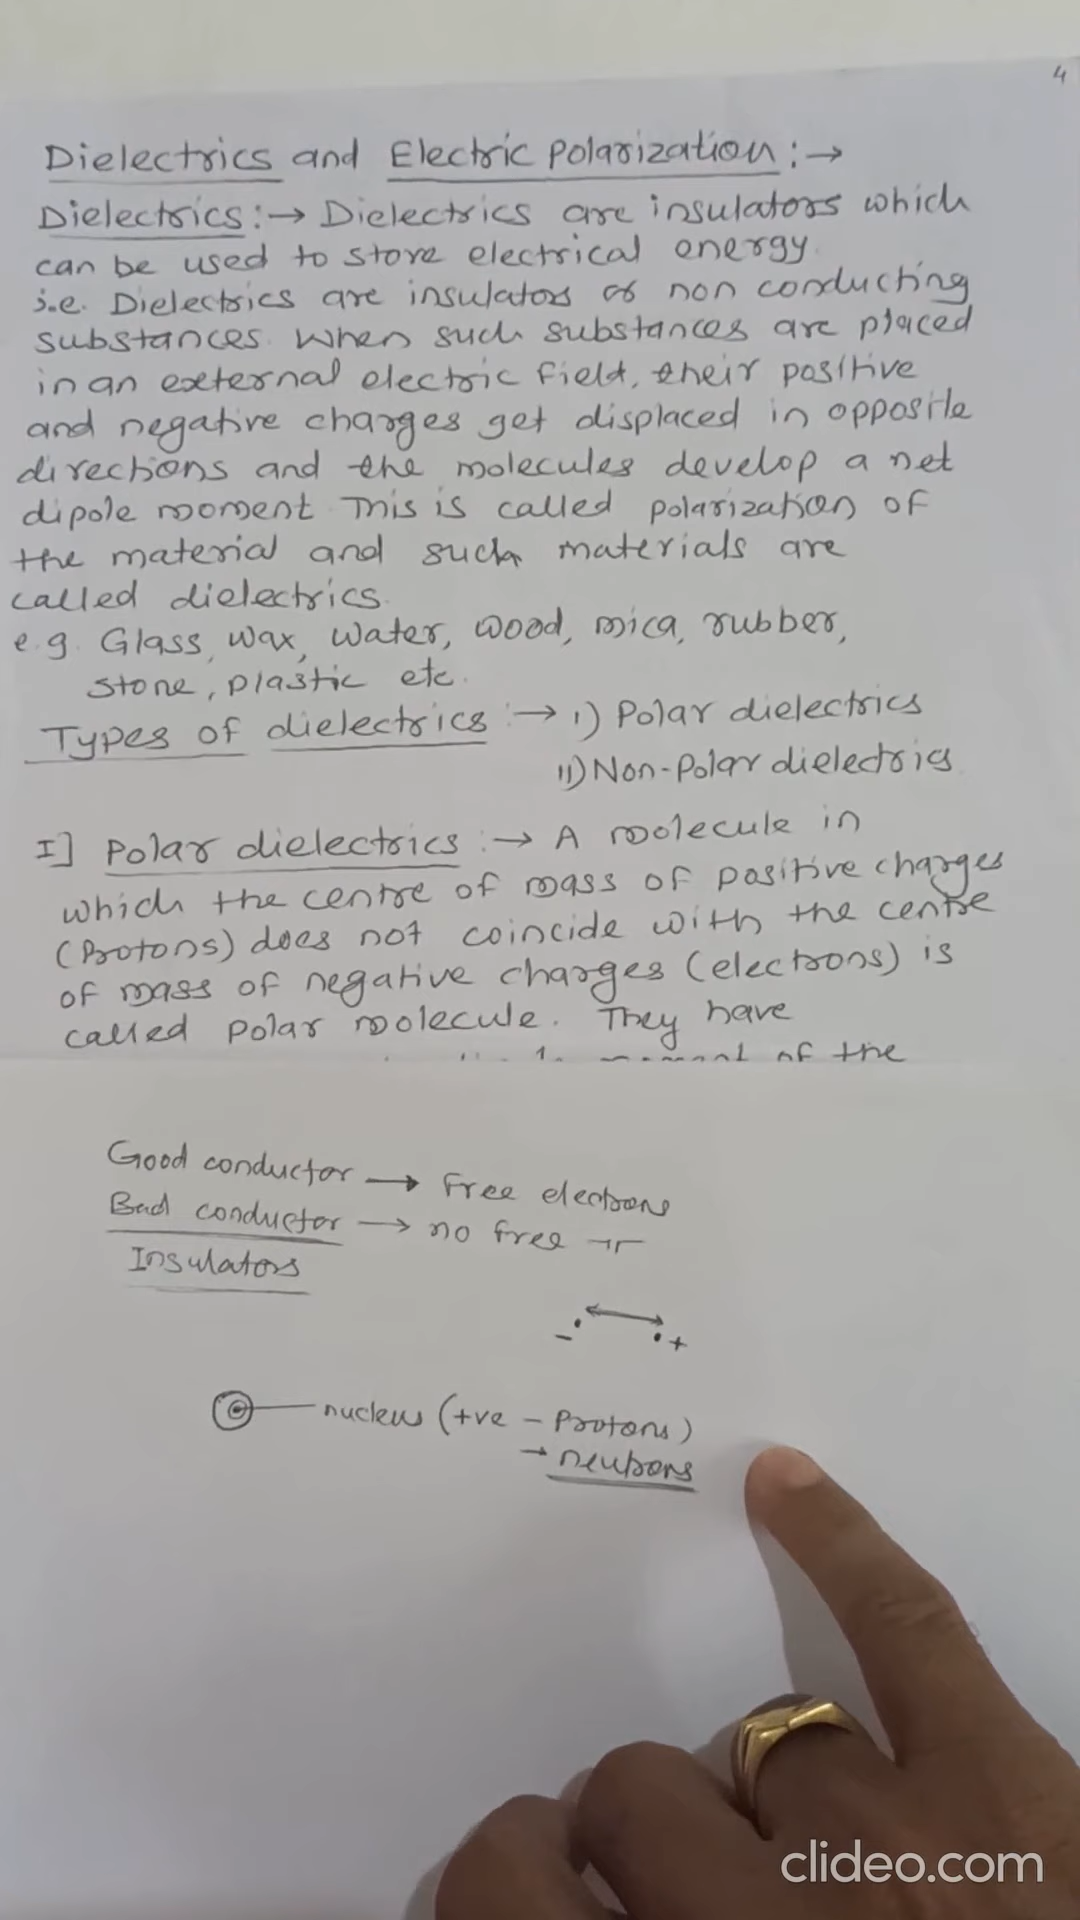 4
Dielectrics and Electric Polarization :→
Dielectrics :→ Dielectrics are insulators which
can be used to store electrical energy.
i.e. Dielectrics are insulators or non conducting
substances. When such substances are placed
in an external electric field, their positive
and negative charges get displaced in opposite
directions and the molecules develop a net
dipole moment. This is called polarization of
the material and such materials are
called dielectrics.
e.g. Glass, wax, water, wood, mica, rubber,
stone, plastic etc.
Types of dielectrics :→ i) Polar dielectrics
ii) Non-Polar dielectrics
I] Polar dielectrics :→ A molecule in
which the centre of mass of positive charges
(Protons) does not coincide with the centre
of mass of negative charges (electrons) is
called polar molecule. They have
of the
Good conductor → Free electrons
Bad conductor → no free -"-
Insulators
- +
nucleus (+ve - Protons)
→ neutrons
clideo.com